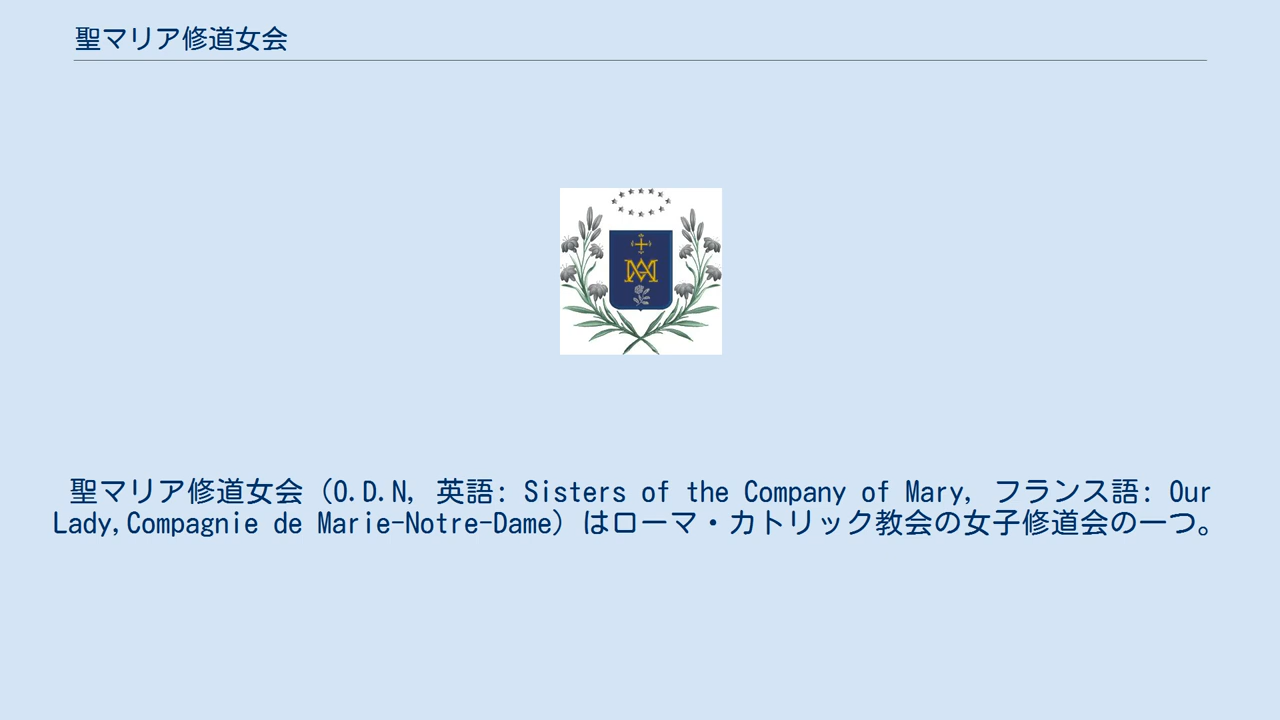 聖マリア修道女会
聖マリア修道女会（O.D.N, 英語: Sisters of the Company of Mary, フランス語: Our
Lady,Compagnie de Marie-Notre-Dame）はローマ・カトリック教会の女子修道会の一つ。